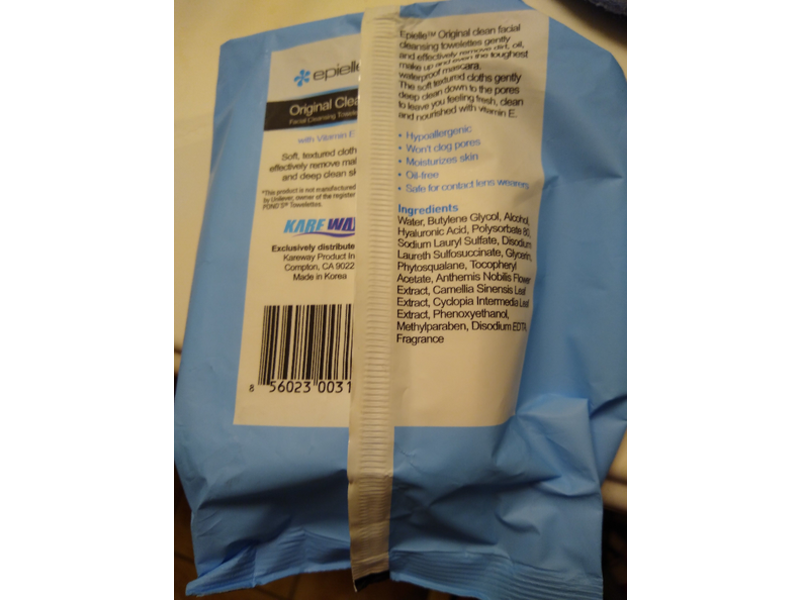 epielle
Original Clea
Facial Cleansing
with Vitamin E
Soft, textured cloth
effectively remove ma
and deep clean sk
*This product is not manufactured
by Unilever, owner of the register
POND'S® Towelettes.
KAREWA
Exclusively distribute
Kareway Product In
Compton, CA 9022
Made in Korea
8 56023 0031
Epielle™ Original clean facial
cleansing towelettes gently
and effectively remove dirt, oil,
make up and even the toughest
waterproof mascara.
The soft textured cloths gently
deep clean down to the pores
to leave you feeling fresh, clean
and nourished with vitamin E.
• Hypoallergenic
• Won't clog pores
• Moisturizes skin
• Oil-free
• Safe for contact lens wearers
Ingredients
Water, Butylene Glycol, Alcohol,
Hyaluronic Acid, Polysorbate 80,
Sodium Lauryl Sulfate, Disodium
Laureth Sulfosuccinate, Glycerin,
Phytosqualane, Tocopheryl
Acetate, Anthemis Nobilis Flower
Extract, Camellia Sinensis Leaf
Extract, Cyclopia Intermedia Leaf
Extract, Phenoxyethanol,
Methylparaben, Disodium EDTA,
Fragrance